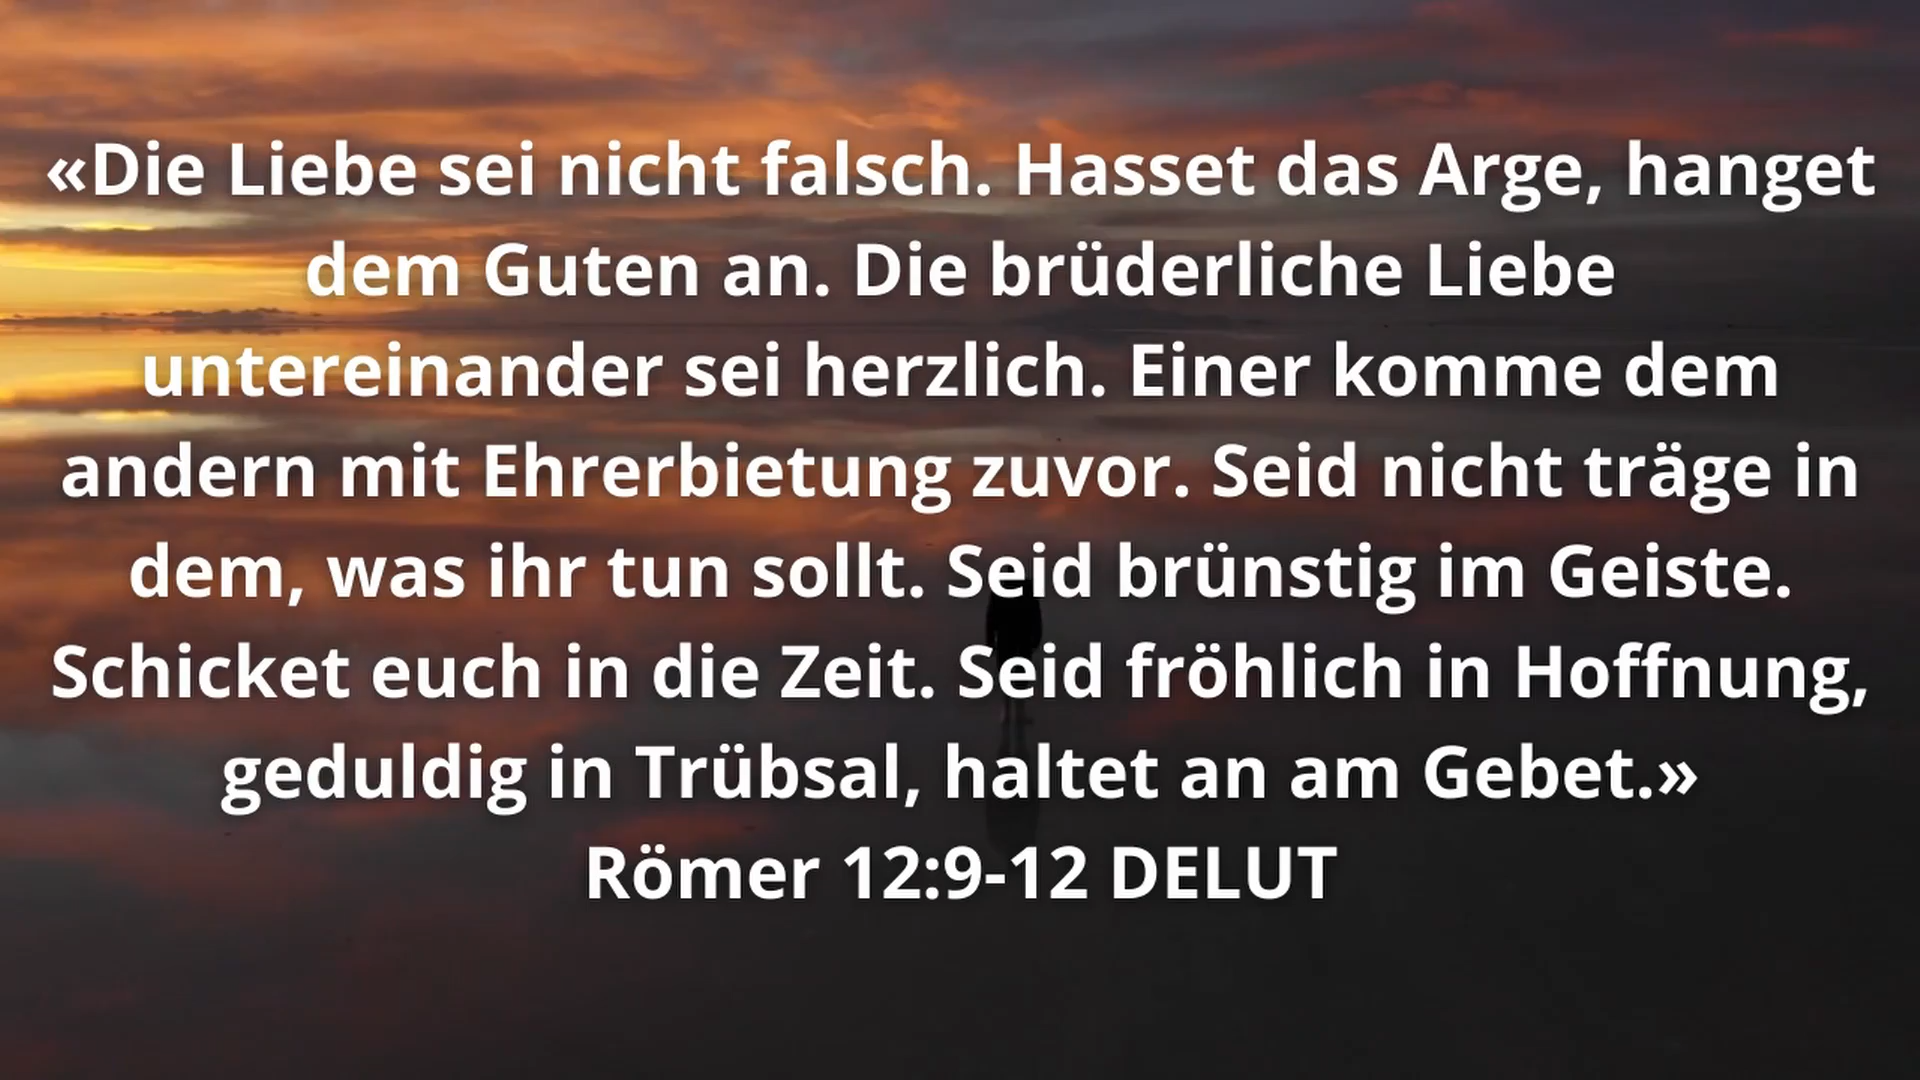 «Die Liebe sei nicht falsch. Hasset das Arge, hanget
dem Guten an. Die brüderliche Liebe
untereinander sei herzlich. Einer komme dem
andern mit Ehrerbietung zuvor. Seid nicht träge in
dem, was ihr tun sollt. Seid brünstig im Geiste.
Schicket euch in die Zeit. Seid fröhlich in Hoffnung,
geduldig in Trübsal, haltet an am Gebet.»
Römer 12:9-12 DELUT